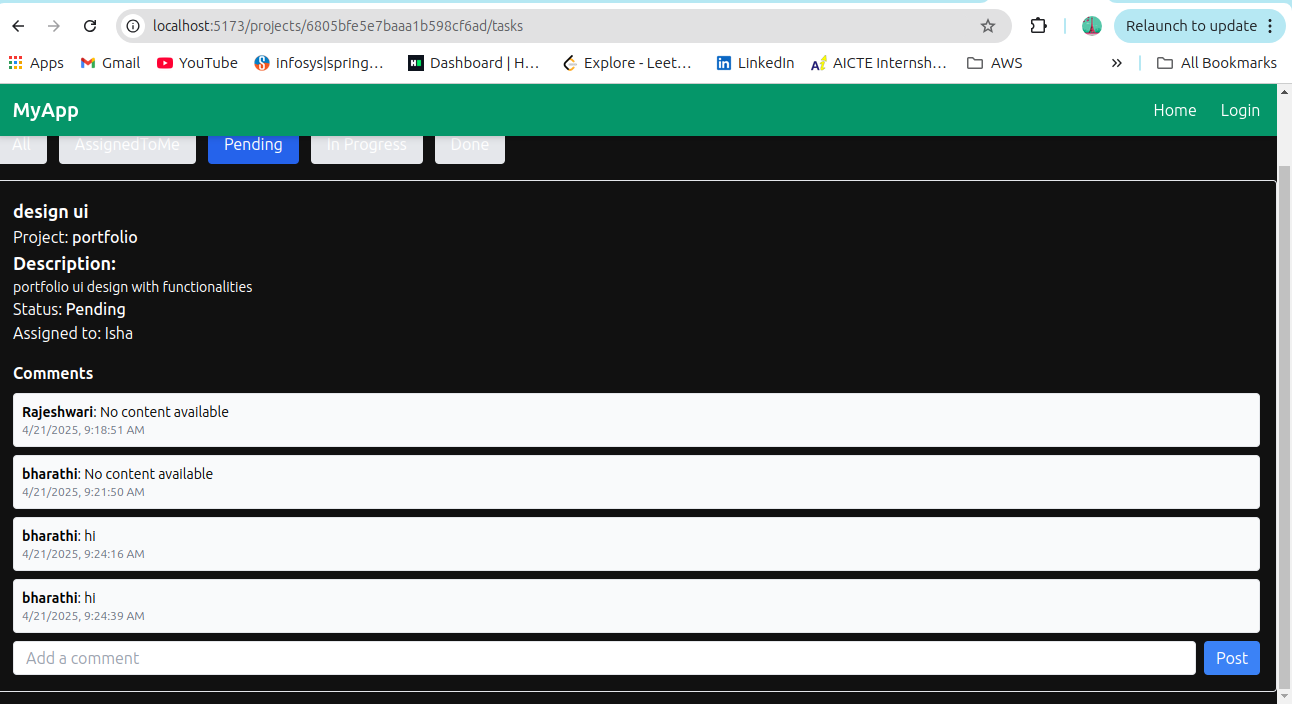 localhost:5173/projects/6805bfe5e7baaa1b598cf6ad/tasks
Relaunch to update
Apps Gmail YouTube infosys|spring... Dashboard | H... Explore - Leet... LinkedIn AICTE Internsh... AWS » All Bookmarks
MyApp Home Login
All AssignedToMe Pending In Progress Done
design ui
Project: portfolio
Description:
portfolio ui design with functionalities
Status: Pending
Assigned to: Isha
Comments
Rajeshwari: No content available
4/21/2025, 9:18:51 AM
bharathi: No content available
4/21/2025, 9:21:50 AM
bharathi: hi
4/21/2025, 9:24:16 AM
bharathi: hi
4/21/2025, 9:24:39 AM
Add a comment Post